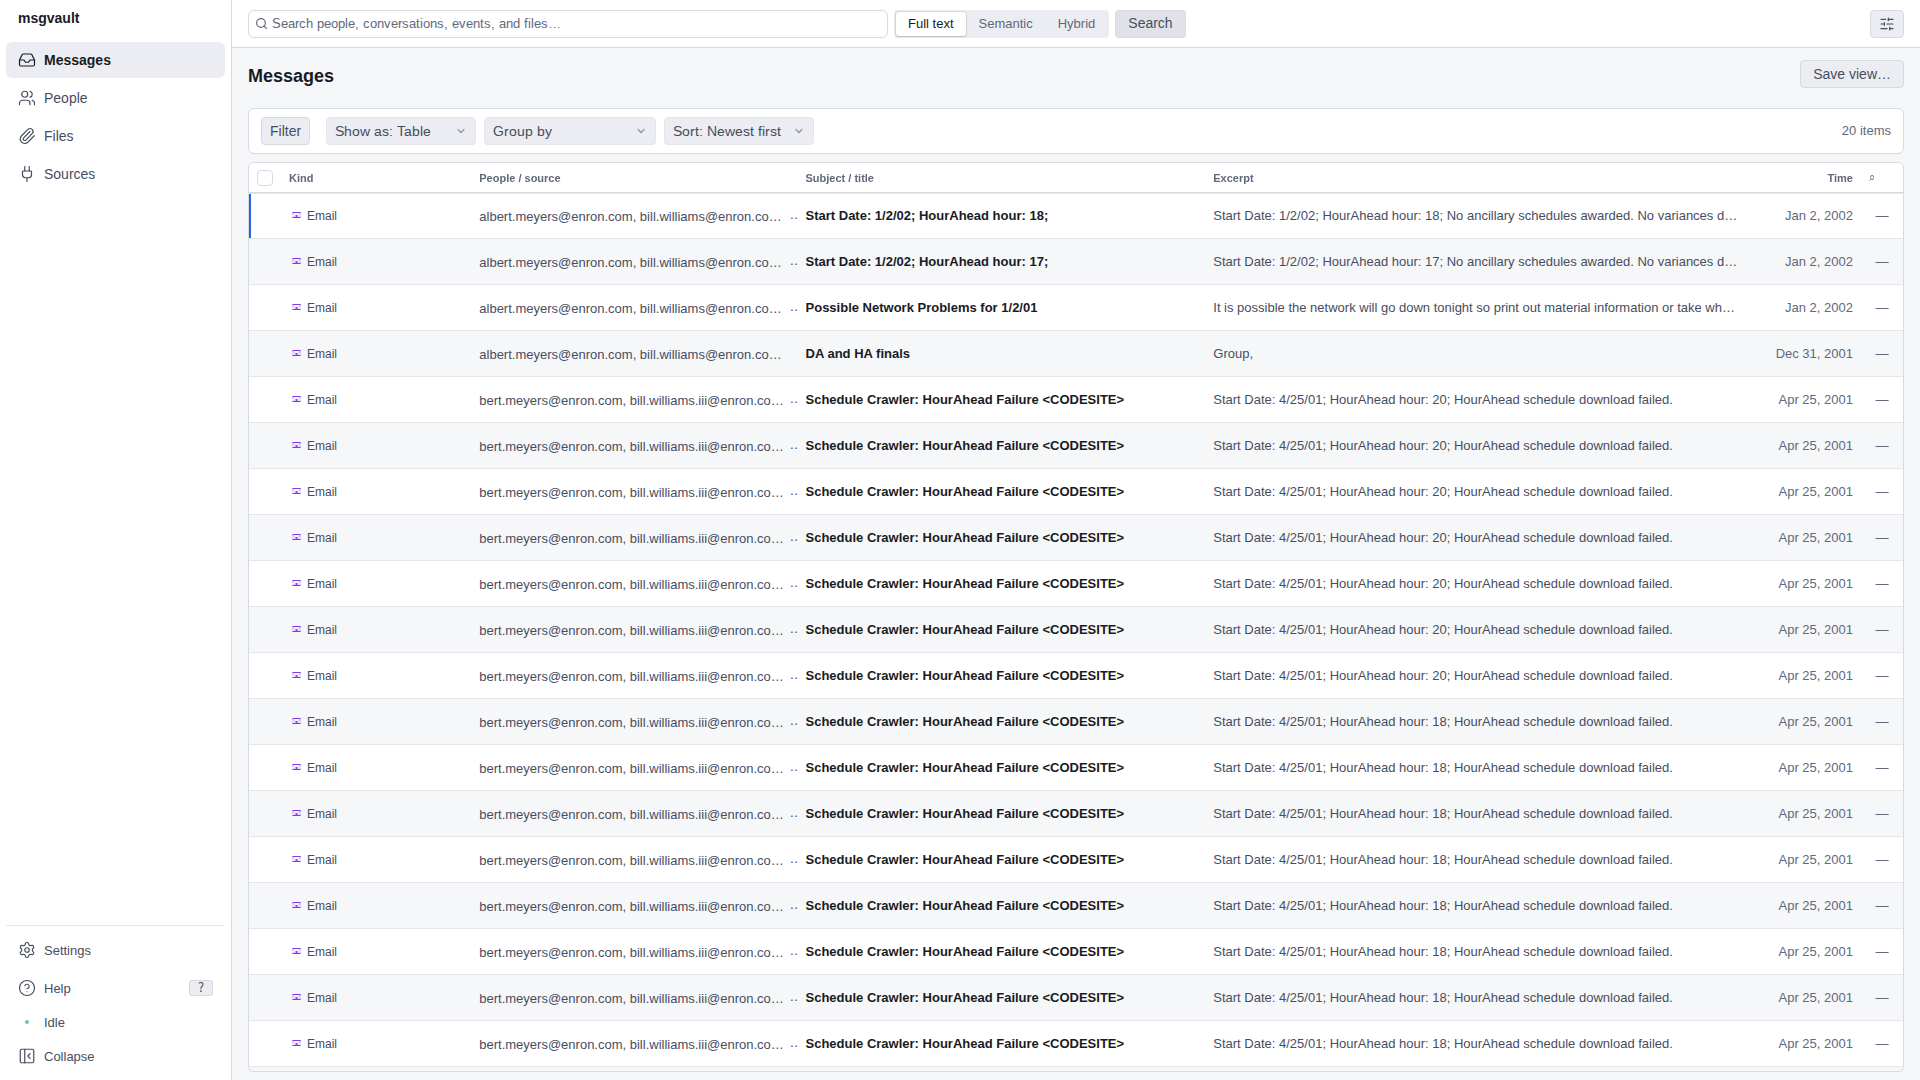 msgvault
Messages
People
Files
Sources
Settings
Help ?
Idle
Collapse
Search people, conversations, events, and files…
Full text Semantic Hybrid Search
Messages
Save view…
Filter Show as: Table Group by Sort: Newest first 20 items
Kind People / source Subject / title Excerpt Time
Email albert.meyers@enron.com, bill.williams@enron.co… .. Start Date: 1/2/02; HourAhead hour: 18; Start Date: 1/2/02; HourAhead hour: 18; No ancillary schedules awarded. No variances d… Jan 2, 2002 —
Email albert.meyers@enron.com, bill.williams@enron.co… .. Start Date: 1/2/02; HourAhead hour: 17; Start Date: 1/2/02; HourAhead hour: 17; No ancillary schedules awarded. No variances d… Jan 2, 2002 —
Email albert.meyers@enron.com, bill.williams@enron.co… .. Possible Network Problems for 1/2/01 It is possible the network will go down tonight so print out material information or take wh… Jan 2, 2002 —
Email albert.meyers@enron.com, bill.williams@enron.co… DA and HA finals Group, Dec 31, 2001 —
Email bert.meyers@enron.com, bill.williams.iii@enron.co… .. Schedule Crawler: HourAhead Failure <CODESITE> Start Date: 4/25/01; HourAhead hour: 20; HourAhead schedule download failed. Apr 25, 2001 —
Email bert.meyers@enron.com, bill.williams.iii@enron.co… .. Schedule Crawler: HourAhead Failure <CODESITE> Start Date: 4/25/01; HourAhead hour: 20; HourAhead schedule download failed. Apr 25, 2001 —
Email bert.meyers@enron.com, bill.williams.iii@enron.co… .. Schedule Crawler: HourAhead Failure <CODESITE> Start Date: 4/25/01; HourAhead hour: 20; HourAhead schedule download failed. Apr 25, 2001 —
Email bert.meyers@enron.com, bill.williams.iii@enron.co… .. Schedule Crawler: HourAhead Failure <CODESITE> Start Date: 4/25/01; HourAhead hour: 20; HourAhead schedule download failed. Apr 25, 2001 —
Email bert.meyers@enron.com, bill.williams.iii@enron.co… .. Schedule Crawler: HourAhead Failure <CODESITE> Start Date: 4/25/01; HourAhead hour: 20; HourAhead schedule download failed. Apr 25, 2001 —
Email bert.meyers@enron.com, bill.williams.iii@enron.co… .. Schedule Crawler: HourAhead Failure <CODESITE> Start Date: 4/25/01; HourAhead hour: 20; HourAhead schedule download failed. Apr 25, 2001 —
Email bert.meyers@enron.com, bill.williams.iii@enron.co… .. Schedule Crawler: HourAhead Failure <CODESITE> Start Date: 4/25/01; HourAhead hour: 20; HourAhead schedule download failed. Apr 25, 2001 —
Email bert.meyers@enron.com, bill.williams.iii@enron.co… .. Schedule Crawler: HourAhead Failure <CODESITE> Start Date: 4/25/01; HourAhead hour: 18; HourAhead schedule download failed. Apr 25, 2001 —
Email bert.meyers@enron.com, bill.williams.iii@enron.co… .. Schedule Crawler: HourAhead Failure <CODESITE> Start Date: 4/25/01; HourAhead hour: 18; HourAhead schedule download failed. Apr 25, 2001 —
Email bert.meyers@enron.com, bill.williams.iii@enron.co… .. Schedule Crawler: HourAhead Failure <CODESITE> Start Date: 4/25/01; HourAhead hour: 18; HourAhead schedule download failed. Apr 25, 2001 —
Email bert.meyers@enron.com, bill.williams.iii@enron.co… .. Schedule Crawler: HourAhead Failure <CODESITE> Start Date: 4/25/01; HourAhead hour: 18; HourAhead schedule download failed. Apr 25, 2001 —
Email bert.meyers@enron.com, bill.williams.iii@enron.co… .. Schedule Crawler: HourAhead Failure <CODESITE> Start Date: 4/25/01; HourAhead hour: 18; HourAhead schedule download failed. Apr 25, 2001 —
Email bert.meyers@enron.com, bill.williams.iii@enron.co… .. Schedule Crawler: HourAhead Failure <CODESITE> Start Date: 4/25/01; HourAhead hour: 18; HourAhead schedule download failed. Apr 25, 2001 —
Email bert.meyers@enron.com, bill.williams.iii@enron.co… .. Schedule Crawler: HourAhead Failure <CODESITE> Start Date: 4/25/01; HourAhead hour: 18; HourAhead schedule download failed. Apr 25, 2001 —
Email bert.meyers@enron.com, bill.williams.iii@enron.co… .. Schedule Crawler: HourAhead Failure <CODESITE> Start Date: 4/25/01; HourAhead hour: 18; HourAhead schedule download failed. Apr 25, 2001 —